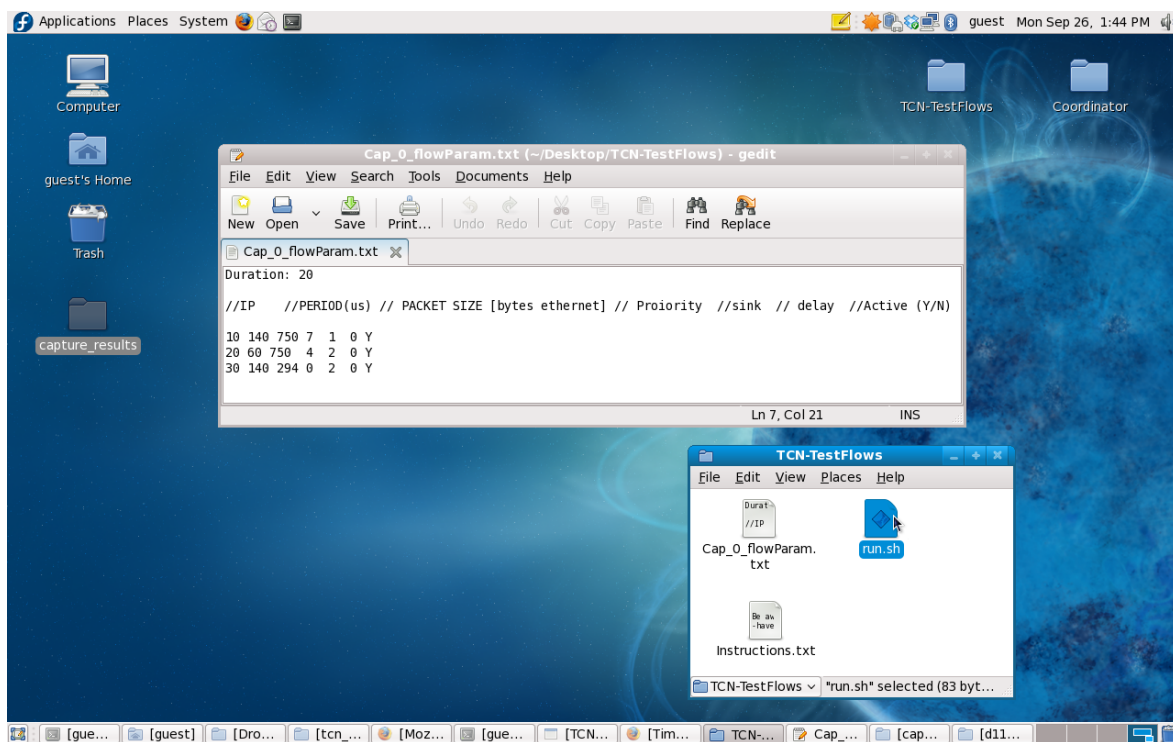 Applications Places System guest Mon Sep 26, 1:44 PM
Computer
TCN-TestFlows
Coordinator
guest's Home
Trash
capture_results
Cap_0_flowParam.txt (~/Desktop/TCN-TestFlows) - gedit
File Edit View Search Tools Documents Help
New Open Save Print... Undo Redo Cut Copy Paste Find Replace
Cap_0_flowParam.txt
Duration: 20
//IP //PERIOD(us) // PACKET SIZE [bytes ethernet] // Proiority //sink // delay //Active (Y/N)
10 140 750 7 1 0 Y
20 60 750 4 2 0 Y
30 140 294 0 2 0 Y
Ln 7, Col 21 INS
TCN-TestFlows
File Edit View Places Help
Durat
//IP
Cap_0_flowParam.
txt
run.sh
Be aw
-have
Instructions.txt
TCN-TestFlows "run.sh" selected (83 byt...
[gue... [guest] [Dro... [tcn_... [Moz... [gue... [TCN... [Tim... TCN-... Cap_... [cap... [d11...